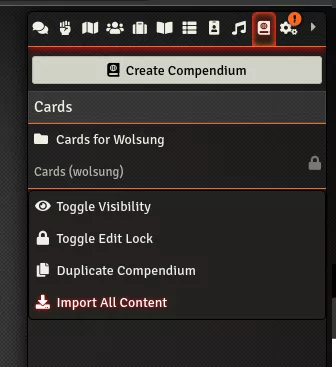 !
Create Compendium
Cards
Cards for Wolsung
Cards (wolsung)
Toggle Visibility
Toggle Edit Lock
Duplicate Compendium
Import All Content